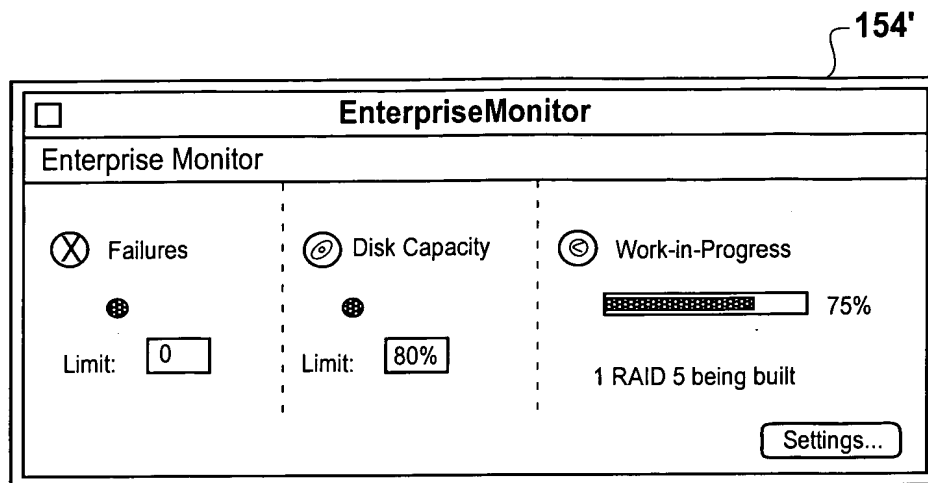 154'
EnterpriseMonitor
Enterprise Monitor
Failures
Limit: 0
Disk Capacity
Limit: 80%
Work-in-Progress
75%
1 RAID 5 being built
Settings...